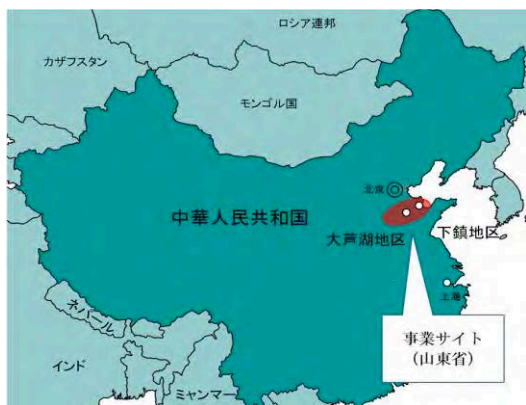 ロシア連邦
カザフスタン
モンゴル国
北京
中華人民共和国
大芦湖地区
下鎮地区
上海
ネパール
インド
ミャンマー
事業サイト
(山東省)